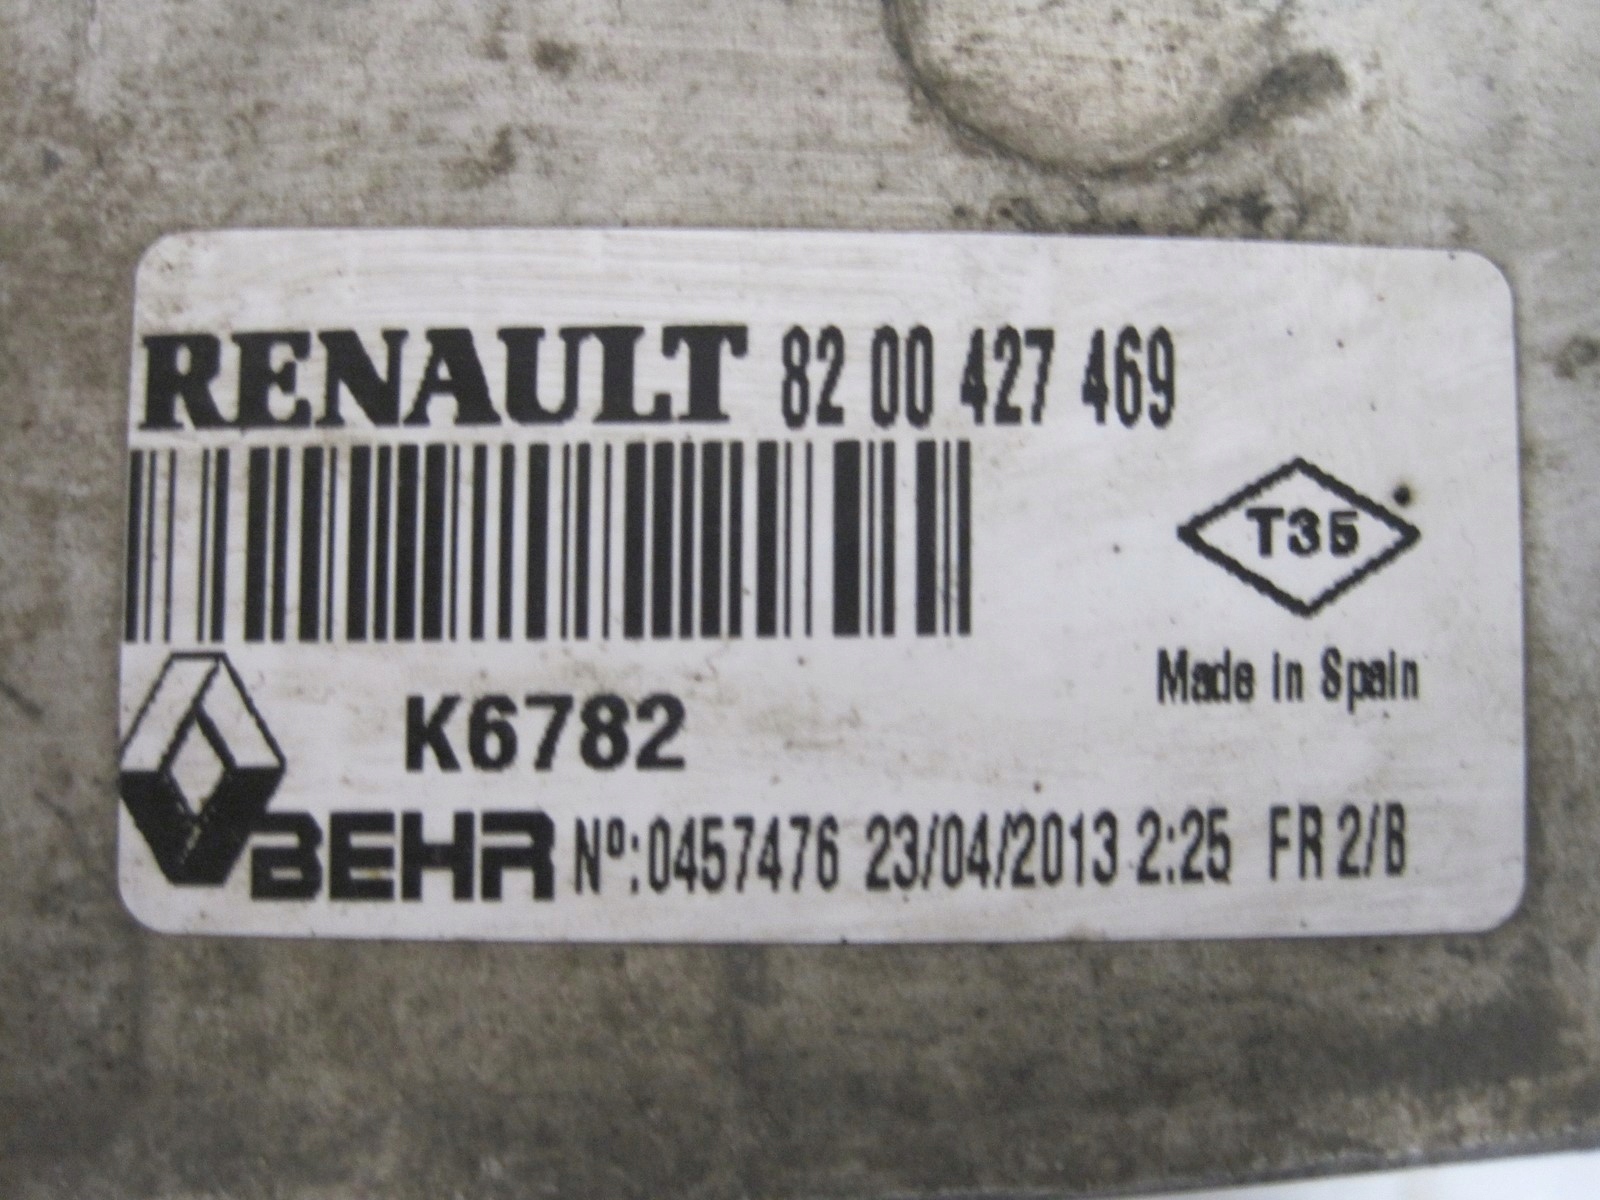 RENAULT 82 00 427 469
T35
Made in Spain
K6782
BEHR Nº:0457476 23/04/2013 2:25 FR 2/B